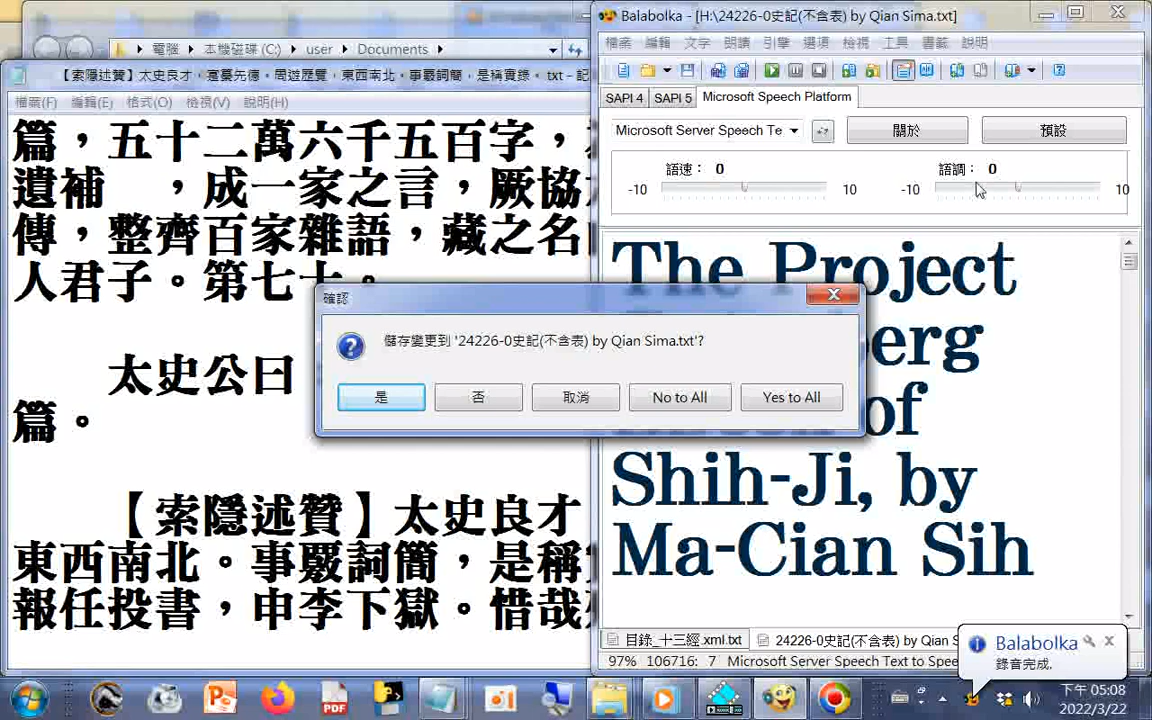 電腦 本機磁碟 (C:) user Documents
【索隱述贊】太史良才，寔纂先德。周遊歷覽，東西南北。事覈詞簡，是稱實錄。 txt - 記
檔案(F) 編輯(E) 格式(O) 檢視(V) 說明(H)
篇，五十二萬六千五百字，
遺補 ，成一家之言，厥協
傳，整齊百家雜語，藏之名
人君子。第七十。
太史公曰
篇。
【索隱述贊】太史良才
東西南北。事覈詞簡，是稱
報任投書，申李下獄。惜哉
Balabolka - [H:\24226-0史記(不含表) by Qian Sima.txt]
檔案 編輯 文字 朗讀 引擎 選項 檢視 工具 書籤 說明
SAPI 4 SAPI 5 Microsoft Speech Platform
Microsoft Server Speech Te 關於 預設
語速： 0 語調： 0
-10 10 -10 10
The Project
erg
of
Shih-Ji, by
Ma-Cian Sih
確認
儲存變更到 '24226-0史記(不含表) by Qian Sima.txt'?
是 否 取消 No to All Yes to All
目錄_十三經.xml.txt 24226-0史記(不含表) by Qian S
97% 106716: 7 Microsoft Server Speech Text to Spee
Balabolka
錄音完成.
PDF
下午 05:08
2022/3/22